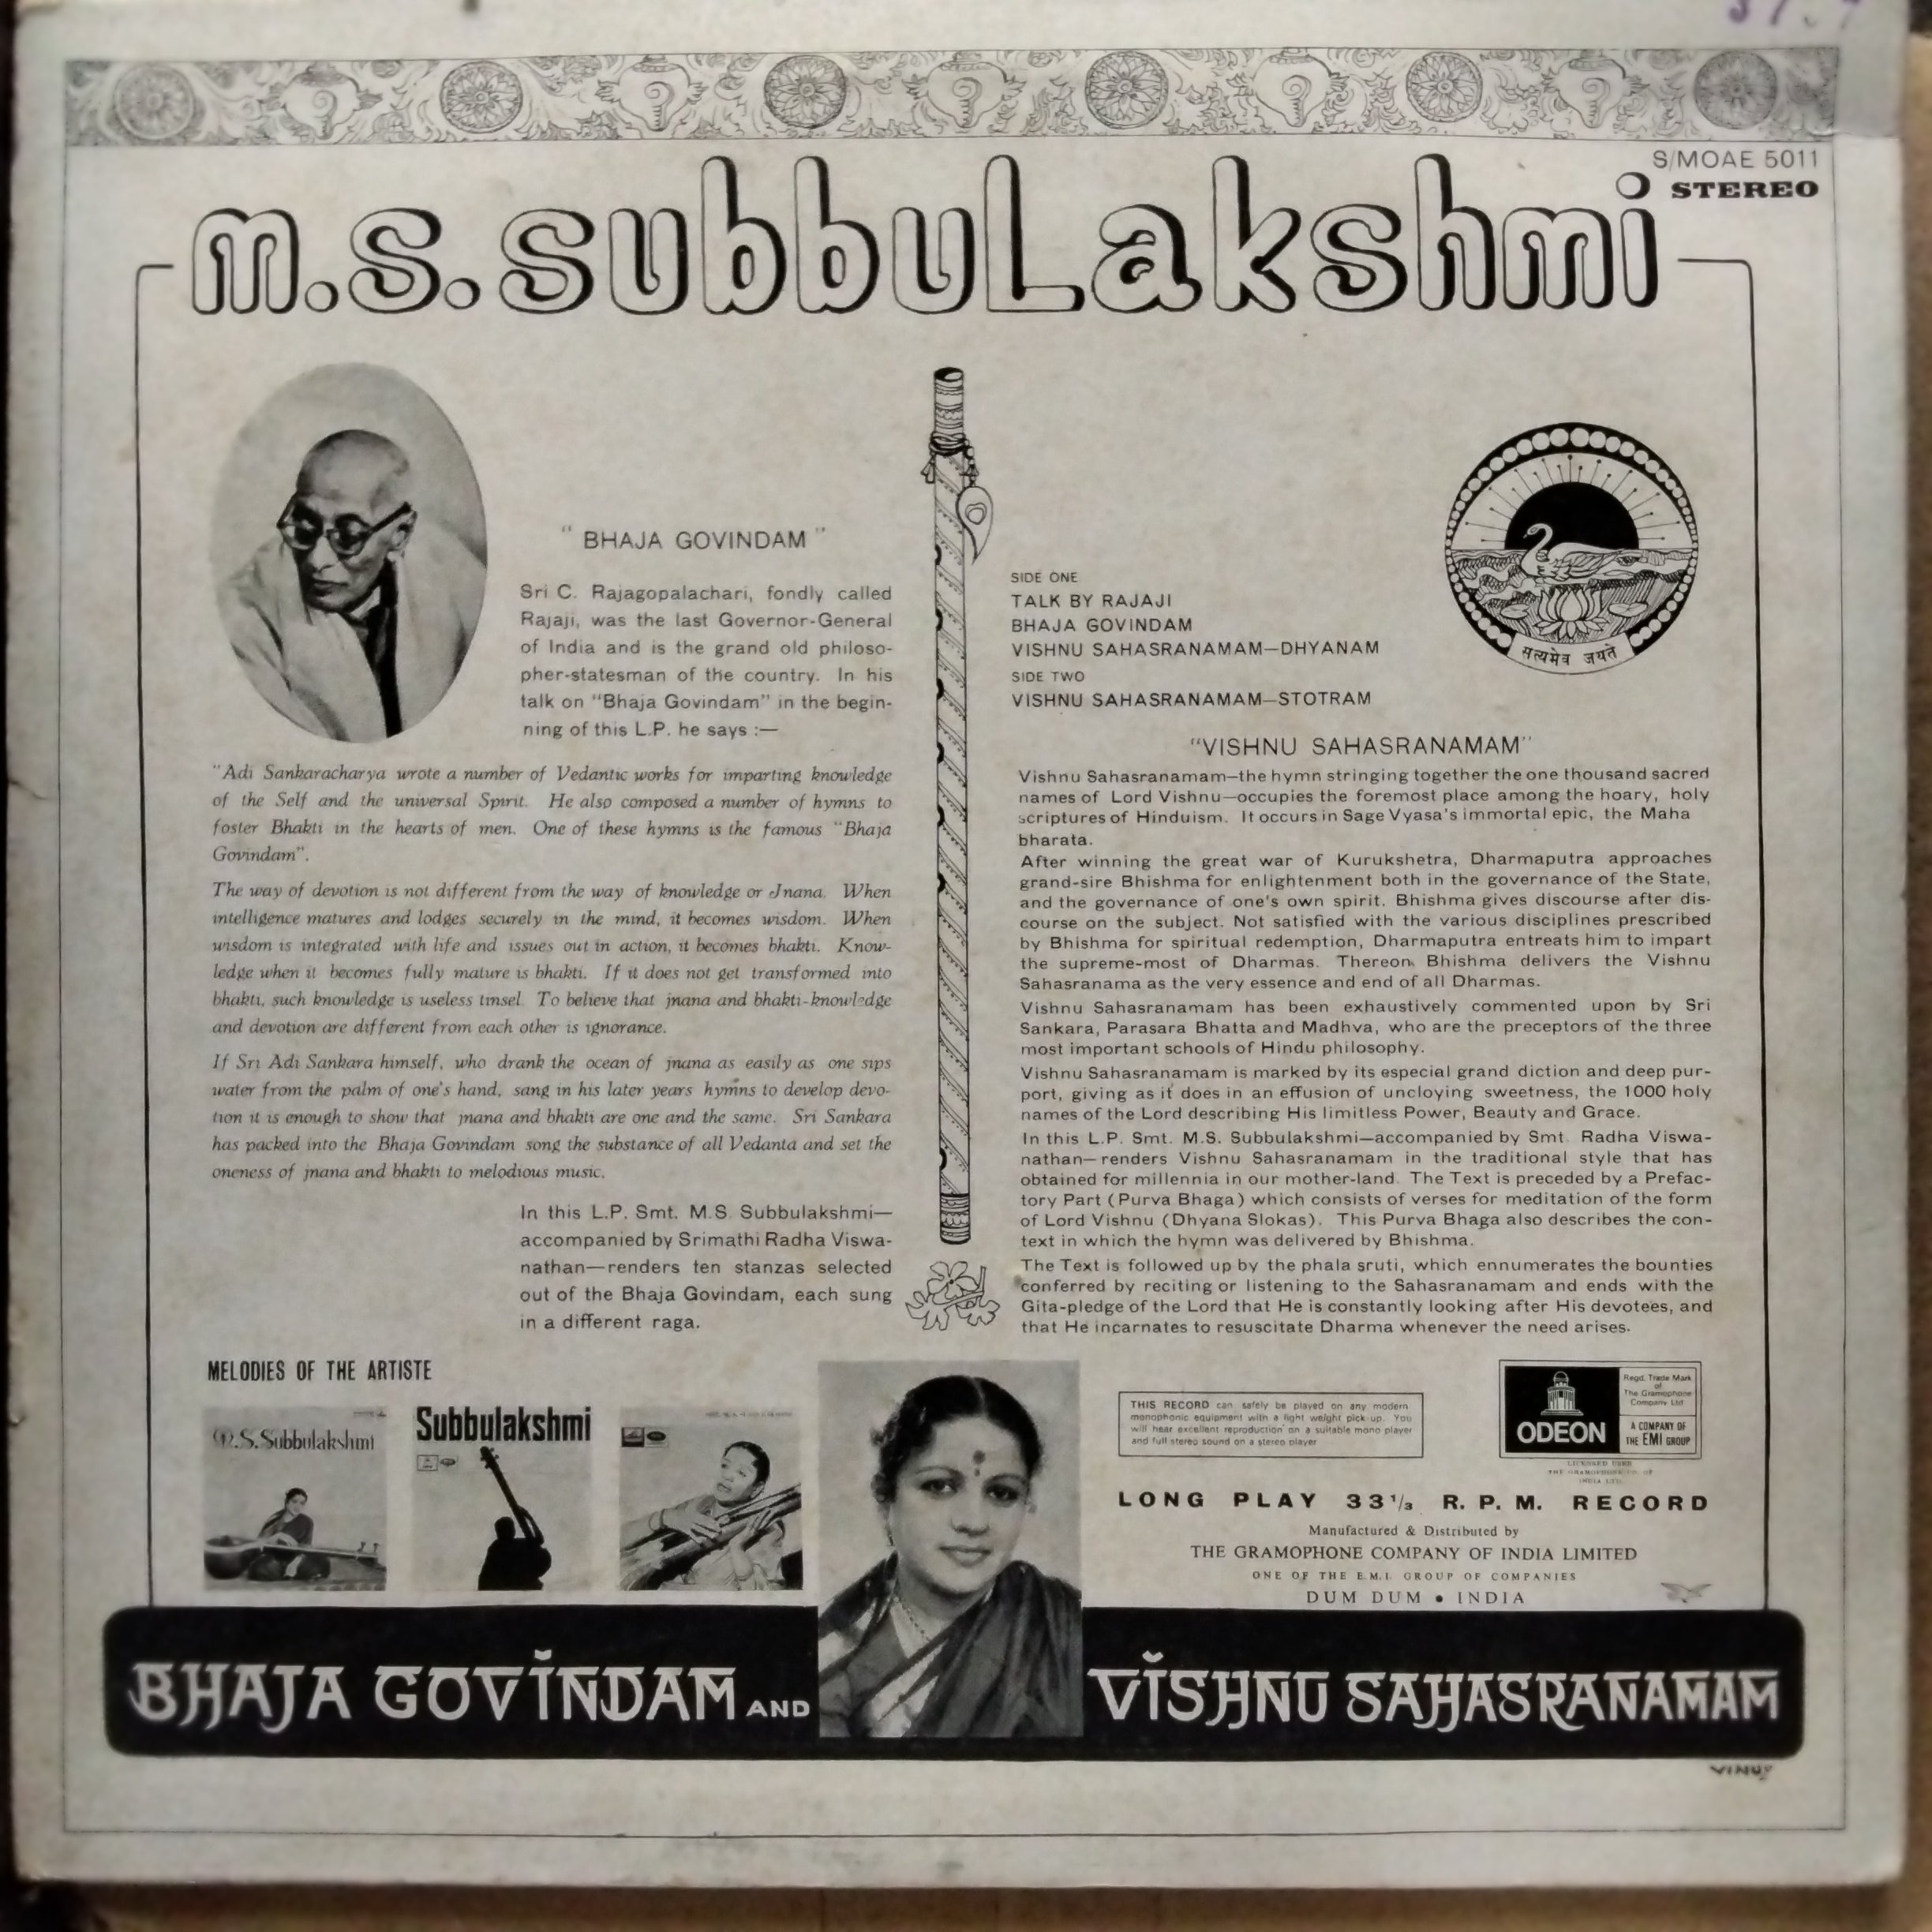 S/MOAE 5011
STEREO
m.s.subbuLakshmi
" BHAJA GOVINDAM "
Sri C. Rajagopalachari, fondly called
Rajaji, was the last Governor-General
of India and is the grand old philoso-
pher-statesman of the country. In his
talk on "Bhaja Govindam" in the begin-
ning of this L.P. he says :—
"Adi Sankaracharya wrote a number of Vedantic works for imparting knowledge
of the Self and the universal Spirit. He also composed a number of hymns to
foster Bhakti in the hearts of men. One of these hymns is the famous "Bhaja
Govindam".
The way of devotion is not different from the way of knowledge or Jnana. When
intelligence matures and lodges securely in the mind, it becomes wisdom. When
wisdom is integrated with life and issues out in action, it becomes bhakti. Know-
ledge when it becomes fully mature is bhakti. If it does not get transformed into
bhakti, such knowledge is useless tinsel. To believe that jnana and bhakti-knowledge
and devotion are different from each other is ignorance.
If Sri Adi Sankara himself, who drank the ocean of jnana as easily as one sips
water from the palm of one's hand, sang in his later years hymns to develop devo-
tion it is enough to show that jnana and bhakti are one and the same. Sri Sankara
has packed into the Bhaja Govindam song the substance of all Vedanta and set the
oneness of jnana and bhakti to melodious music.
In this L.P. Smt. M.S. Subbulakshmi—
accompanied by Srimathi Radha Viswa-
nathan—renders ten stanzas selected
out of the Bhaja Govindam, each sung
in a different raga.
SIDE ONE
TALK BY RAJAJI
BHAJA GOVINDAM
VISHNU SAHASRANAMAM—DHYANAM
SIDE TWO
VISHNU SAHASRANAMAM—STOTRAM
सत्यमेव जयते
"VISHNU SAHASRANAMAM"
Vishnu Sahasranamam—the hymn stringing together the one thousand sacred
names of Lord Vishnu—occupies the foremost place among the hoary, holy
scriptures of Hinduism. It occurs in Sage Vyasa's immortal epic, the Maha
bharata.
After winning the great war of Kurukshetra, Dharmaputra approaches
grand-sire Bhishma for enlightenment both in the governance of the State,
and the governance of one's own spirit. Bhishma gives discourse after dis-
course on the subject. Not satisfied with the various disciplines prescribed
by Bhishma for spiritual redemption, Dharmaputra entreats him to impart
the supreme-most of Dharmas. Thereon Bhishma delivers the Vishnu
Sahasranama as the very essence and end of all Dharmas.
Vishnu Sahasranamam has been exhaustively commented upon by Sri
Sankara, Parasara Bhatta and Madhva, who are the preceptors of the three
most important schools of Hindu philosophy.
Vishnu Sahasranamam is marked by its especial grand diction and deep pur-
port, giving as it does in an effusion of uncloying sweetness, the 1000 holy
names of the Lord describing His limitless Power, Beauty and Grace.
In this L.P. Smt. M.S. Subbulakshmi—accompanied by Smt. Radha Viswa-
nathan—renders Vishnu Sahasranamam in the traditional style that has
obtained for millennia in our mother-land. The Text is preceded by a Prefac-
tory Part (Purva Bhaga) which consists of verses for meditation of the form
of Lord Vishnu (Dhyana Slokas). This Purva Bhaga also describes the con-
text in which the hymn was delivered by Bhishma.
The Text is followed up by the phala sruti, which ennumerates the bounties
conferred by reciting or listening to the Sahasranamam and ends with the
Gita-pledge of the Lord that He is constantly looking after His devotees, and
that He incarnates to resuscitate Dharma whenever the need arises.
MELODIES OF THE ARTISTE
M.S.Subbulakshmi
Subbulakshmi
THIS RECORD can safely be played on any modern
monophonic equipment with a light weight pick-up. You
will hear excellent reproduction on a suitable mono player
and full stereo sound on a stereo player
ODEON
Regd. Trade Mark
of
The Gramophone
Company Ltd
A COMPANY OF
THE EMI GROUP
LONG PLAY 33 1/3 R. P. M. RECORD
Manufactured & Distributed by
THE GRAMOPHONE COMPANY OF INDIA LIMITED
ONE OF THE E.M.I. GROUP OF COMPANIES
DUM DUM • INDIA
BHAJA GOVINDAM AND VISHNU SAHASRANAMAM